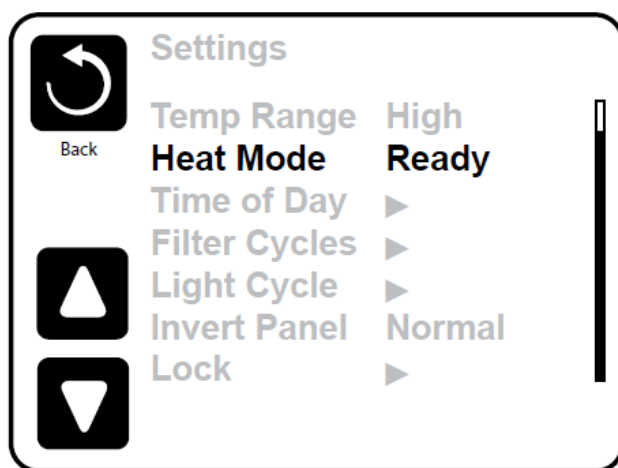 Settings
Back
Temp Range High
Heat Mode Ready
Time of Day ▶
Filter Cycles ▶
Light Cycle ▶
Invert Panel Normal
Lock ▶